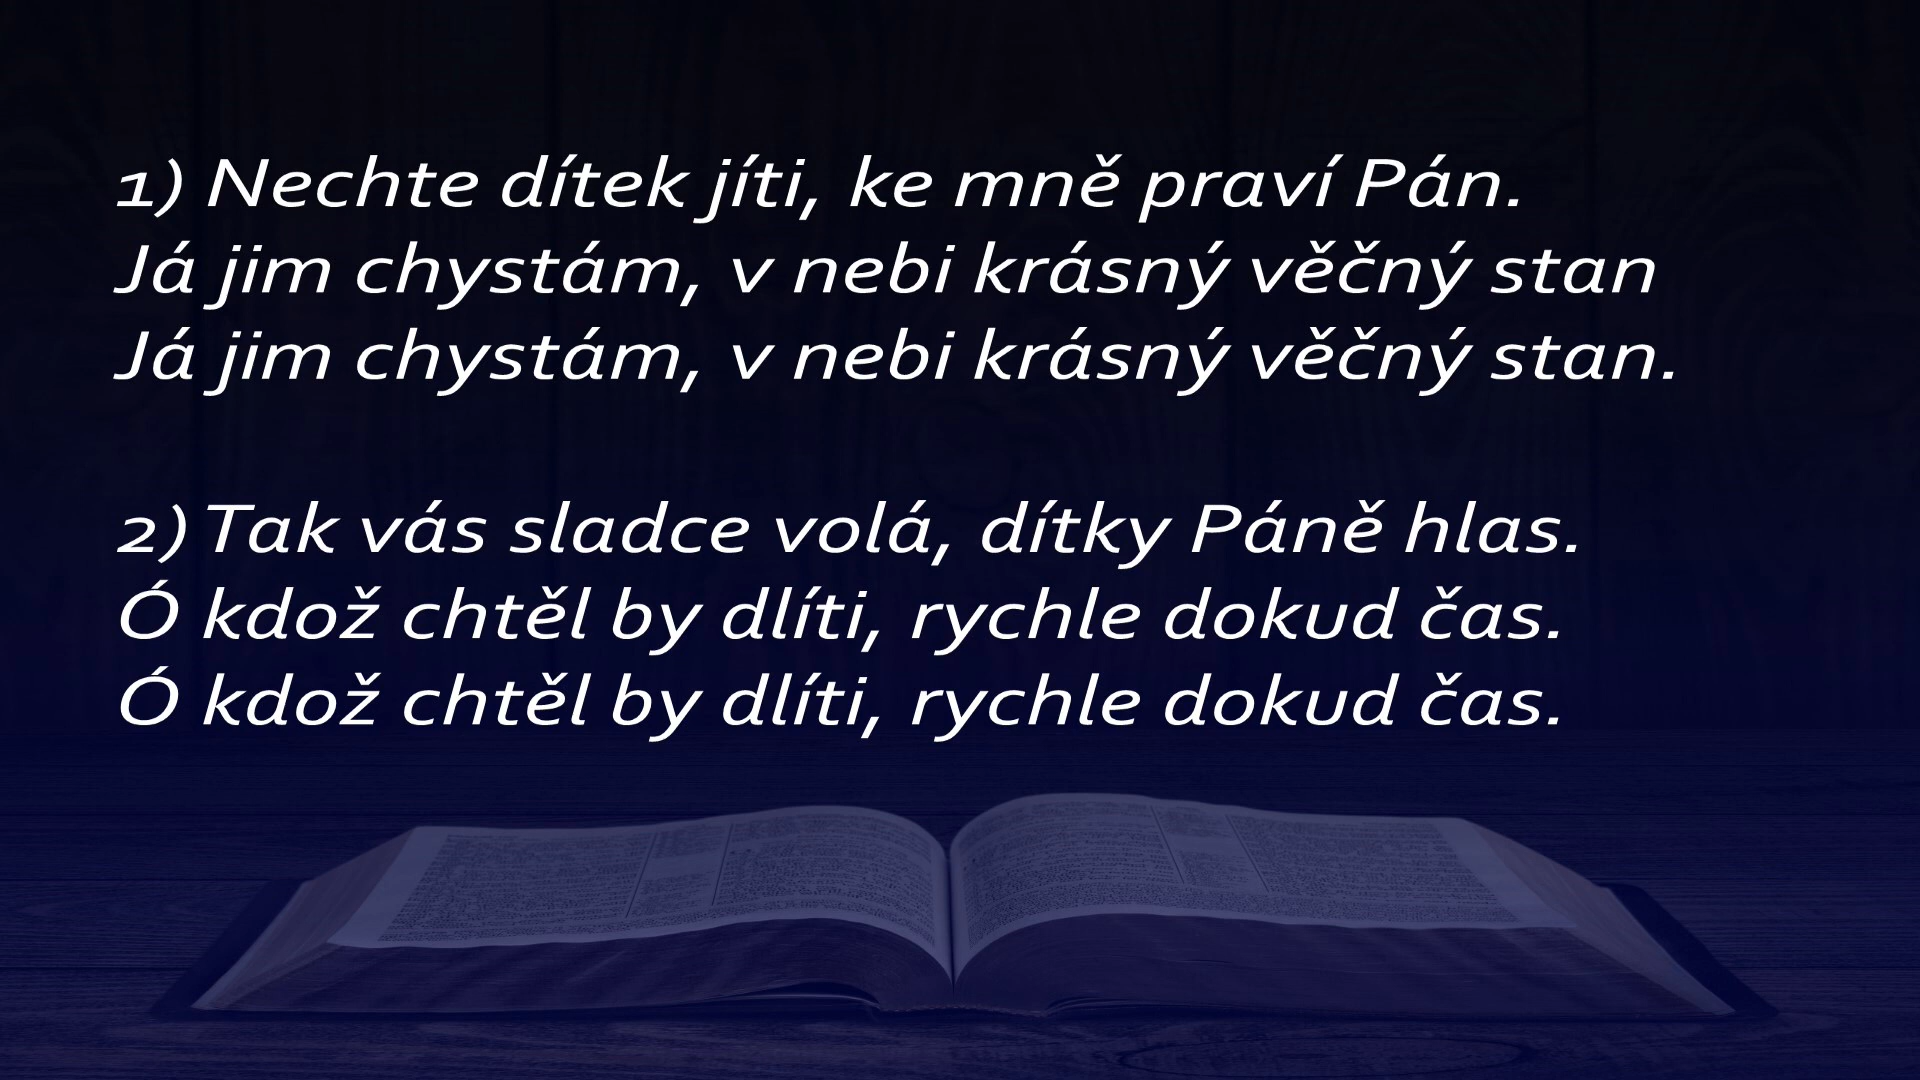 1) Nechte dítek jíti, ke mně praví Pán.
Já jim chystám, v nebi krásný věčný stan
Já jim chystám, v nebi krásný věčný stan.
2) Tak vás sladce volá, dítky Páně hlas.
Ó kdož chtěl by dlíti, rychle dokud čas.
Ó kdož chtěl by dlíti, rychle dokud čas.